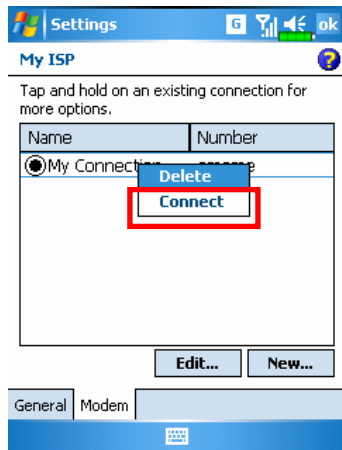 Settings
G
ok
My ISP
?
Tap and hold on an existing connection for
more options.
Name Number
My Connection
Delete
Connect
Edit... New...
General Modem